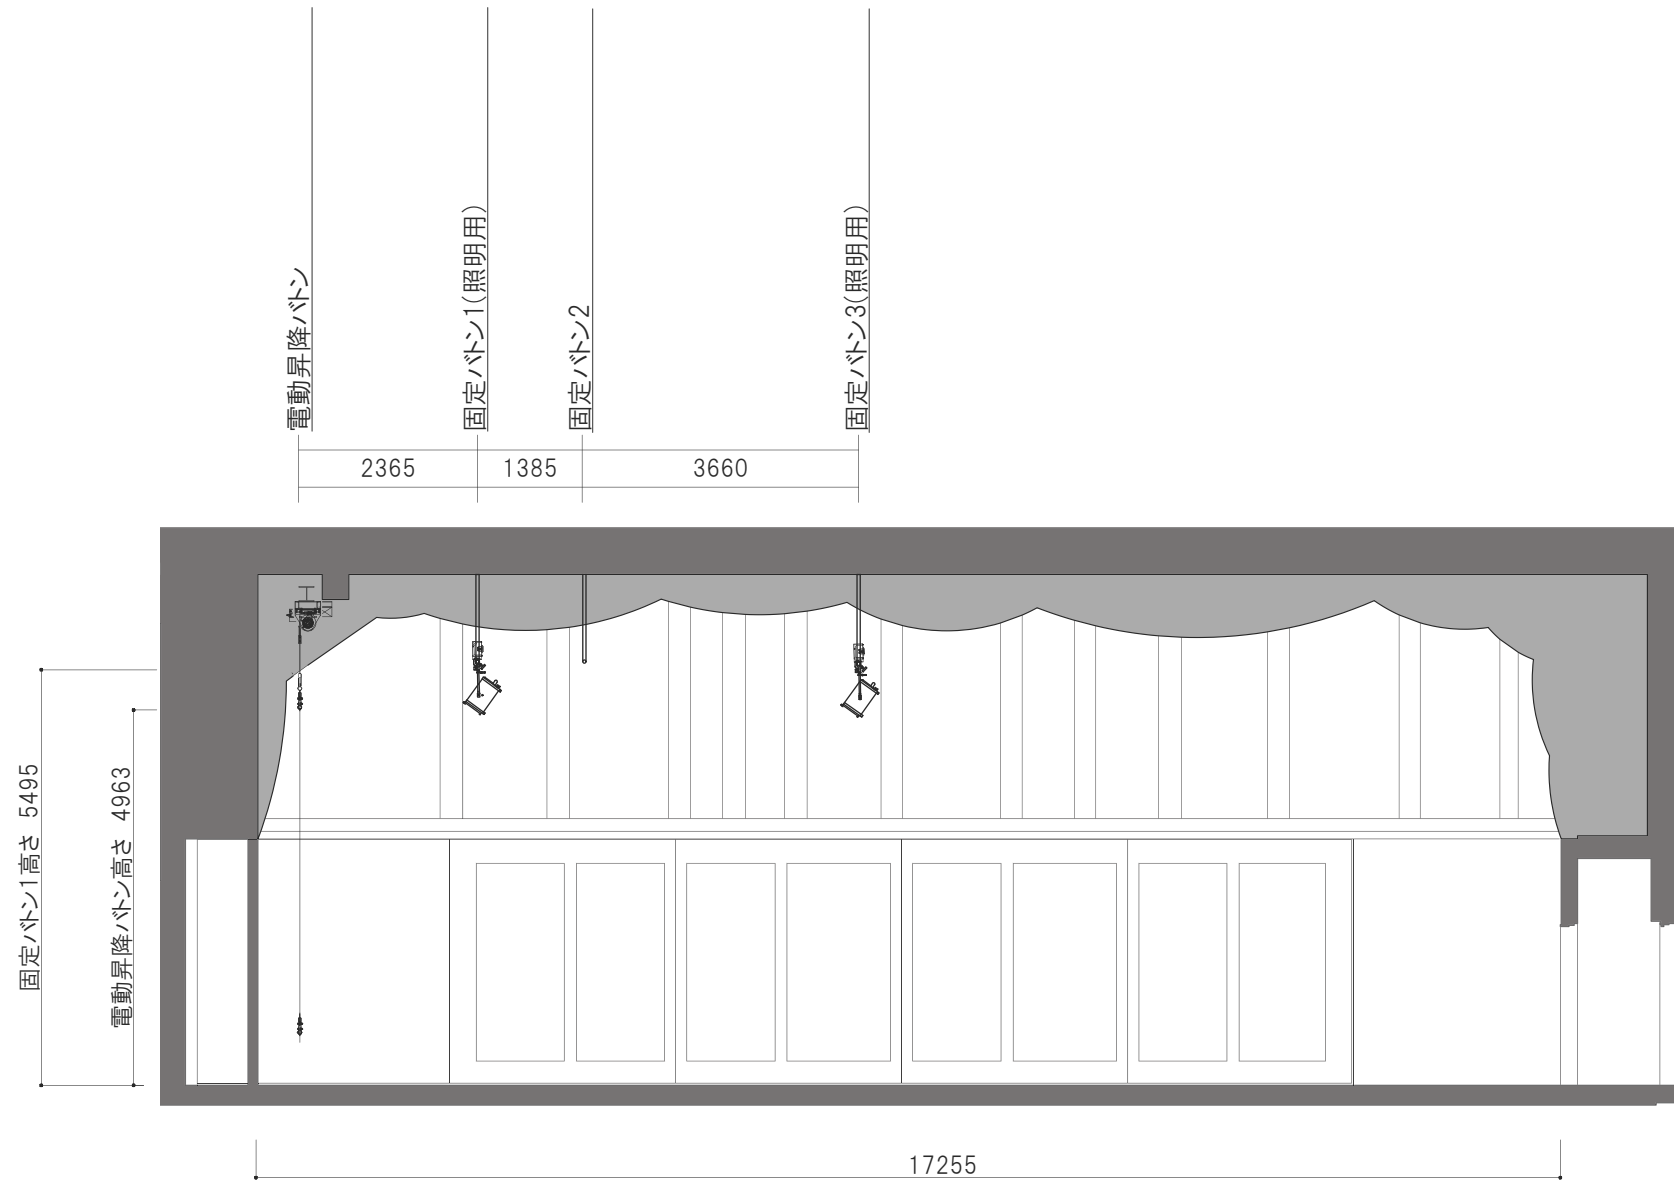 電動昇降バトン
固定バトン1(照明用)
固定バトン2
固定バトン3(照明用)
2365
1385
3660
固定バトン1高さ 5495
電動昇降バトン高さ 4963
17255